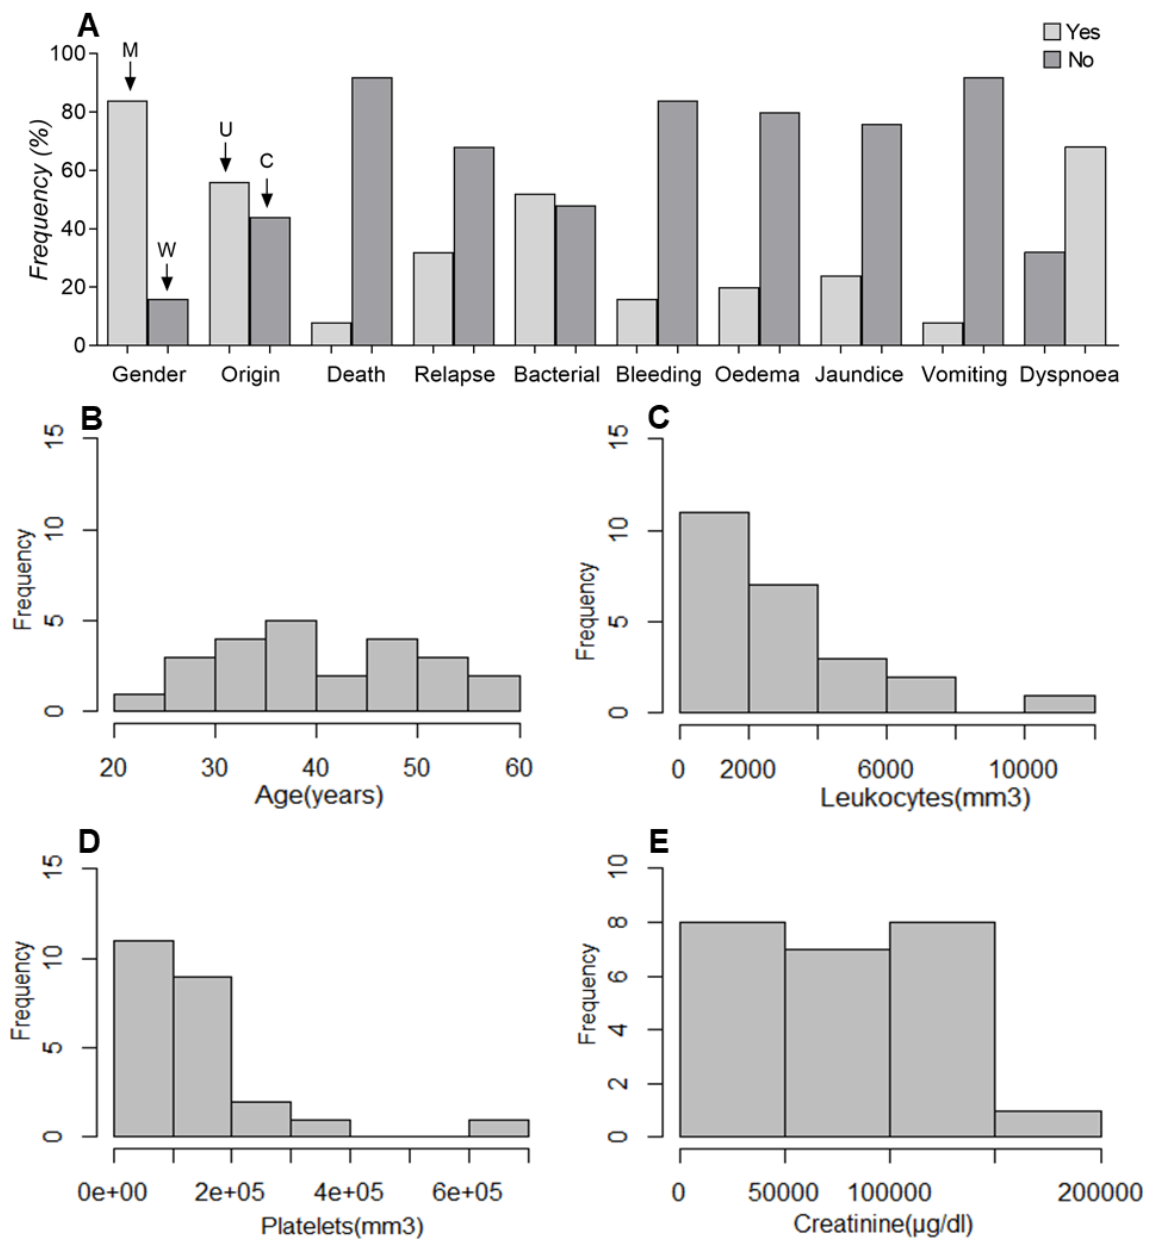 A
Yes
No
M
W
U
C
Frequency (%)
100
80
60
40
20
0
Gender Origin Death Relapse Bacterial Bleeding Oedema Jaundice Vomiting Dyspnoea
B
Frequency
15
10
5
0
20 30 40 50 60
Age(years)
C
Frequency
15
10
5
0
0 2000 6000 10000
Leukocytes(mm3)
D
Frequency
15
10
5
0
0e+00 2e+05 4e+05 6e+05
Platelets(mm3)
E
Frequency
10
8
6
4
2
0
0 50000 100000 200000
Creatinine(µg/dl)